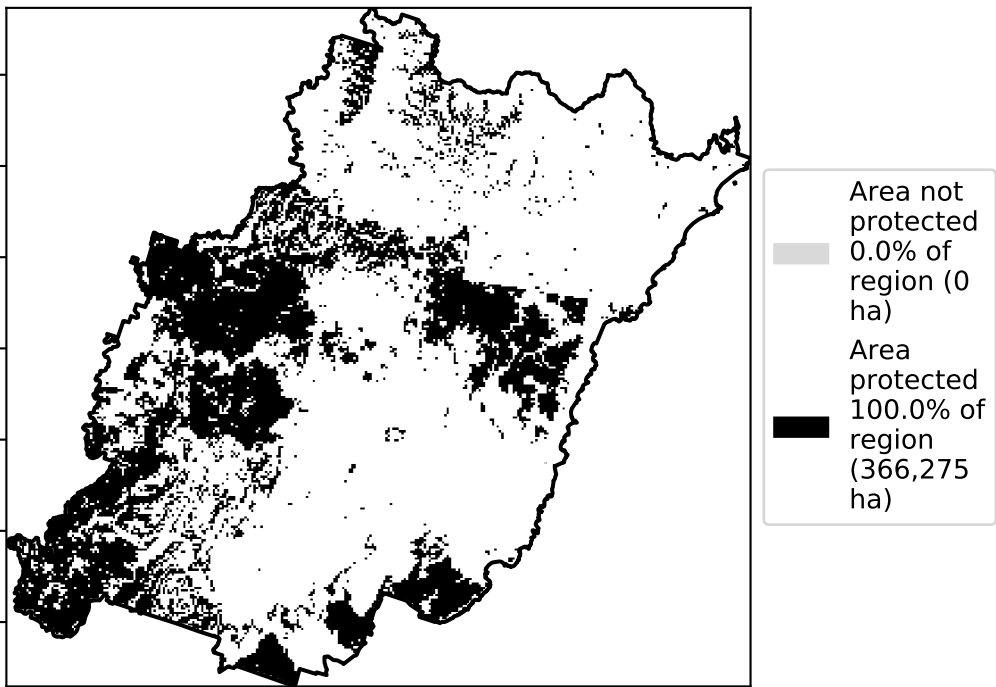 Area not
protected
0.0% of
region (0
ha)
Area
protected
100.0% of
region
(366,275
ha)